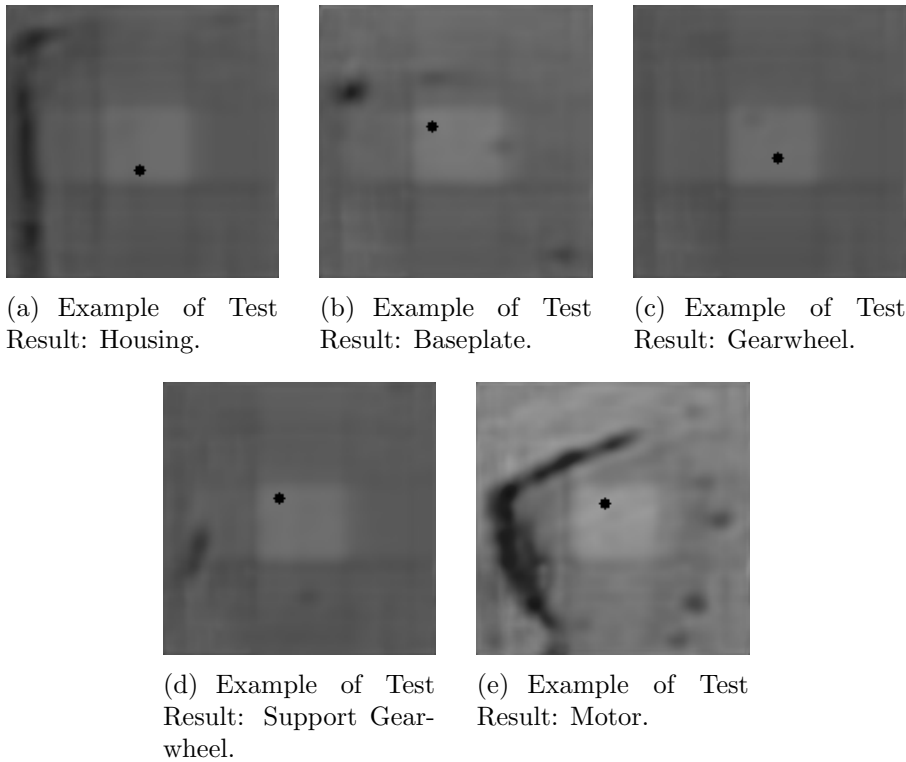 (a) Example of Test
Result: Housing.
(b) Example of Test
Result: Baseplate.
(c) Example of Test
Result: Gearwheel.
(d) Example of Test
Result: Support Gear-
wheel.
(e) Example of Test
Result: Motor.